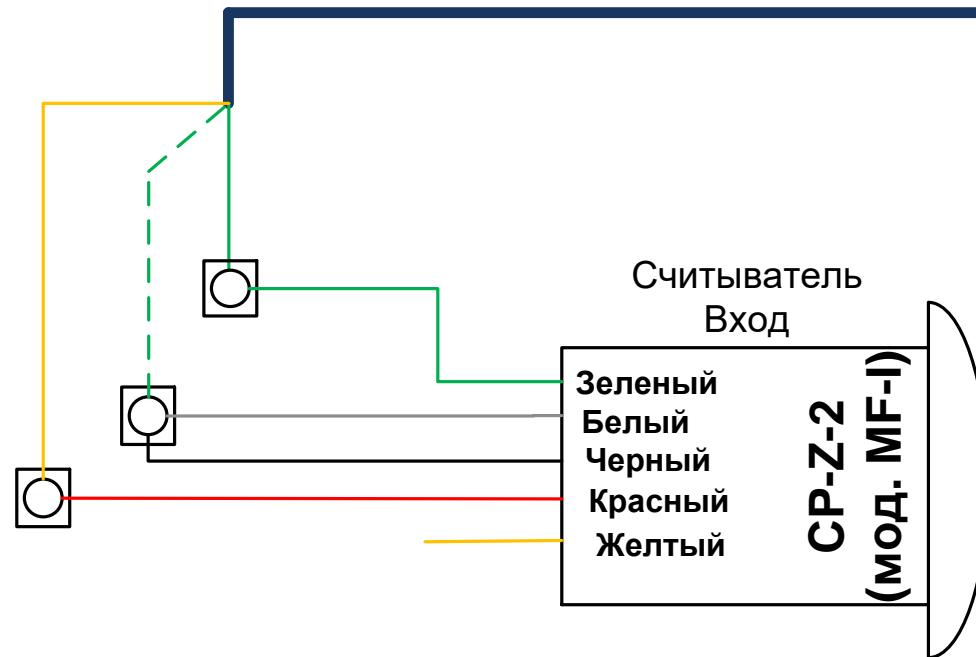 Считыватель
Вход
Зеленый
Белый
Черный
Красный
Желтый
CP-Z-2
(мод. MF-I)